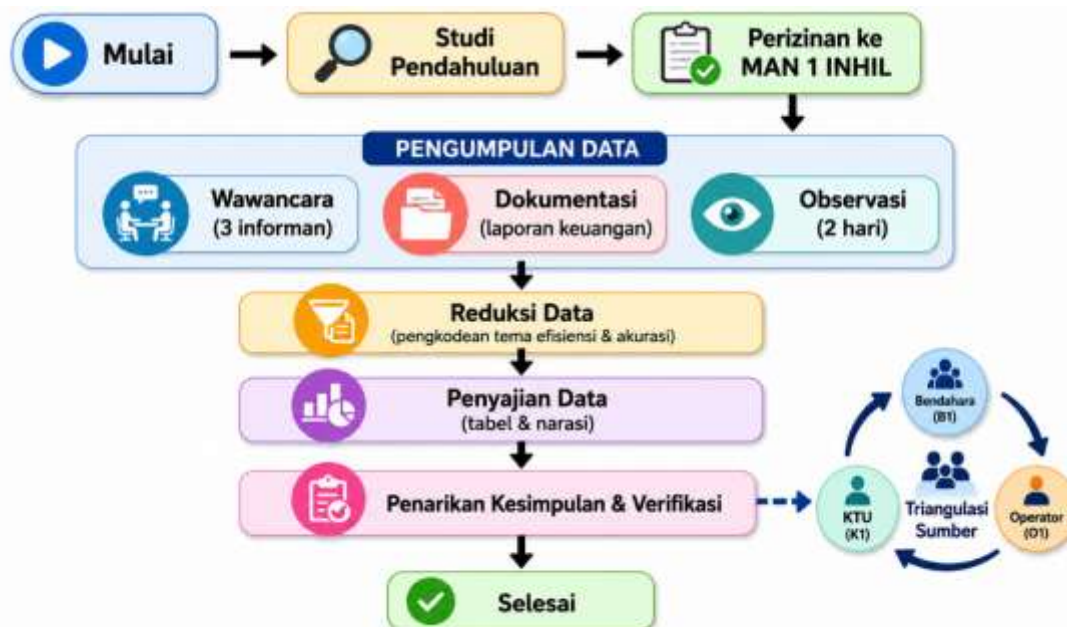 Mulai
Studi
Pendahuluan
Perizinan ke
MAN 1 INHIL
PENGUMPULAN DATA
Wawancara
(3 informan)
Dokumentasi
(laporan keuangan)
Observasi
(2 hari)
Reduksi Data
(pengkodean tema efisiensi & akurasi)
Penyajian Data
(tabel & narasi)
Penarikan Kesimpulan & Verifikasi
Bendahara
(B1)
KTU
(K1)
Triangulasi
Sumber
Operator
(O1)
Selesai